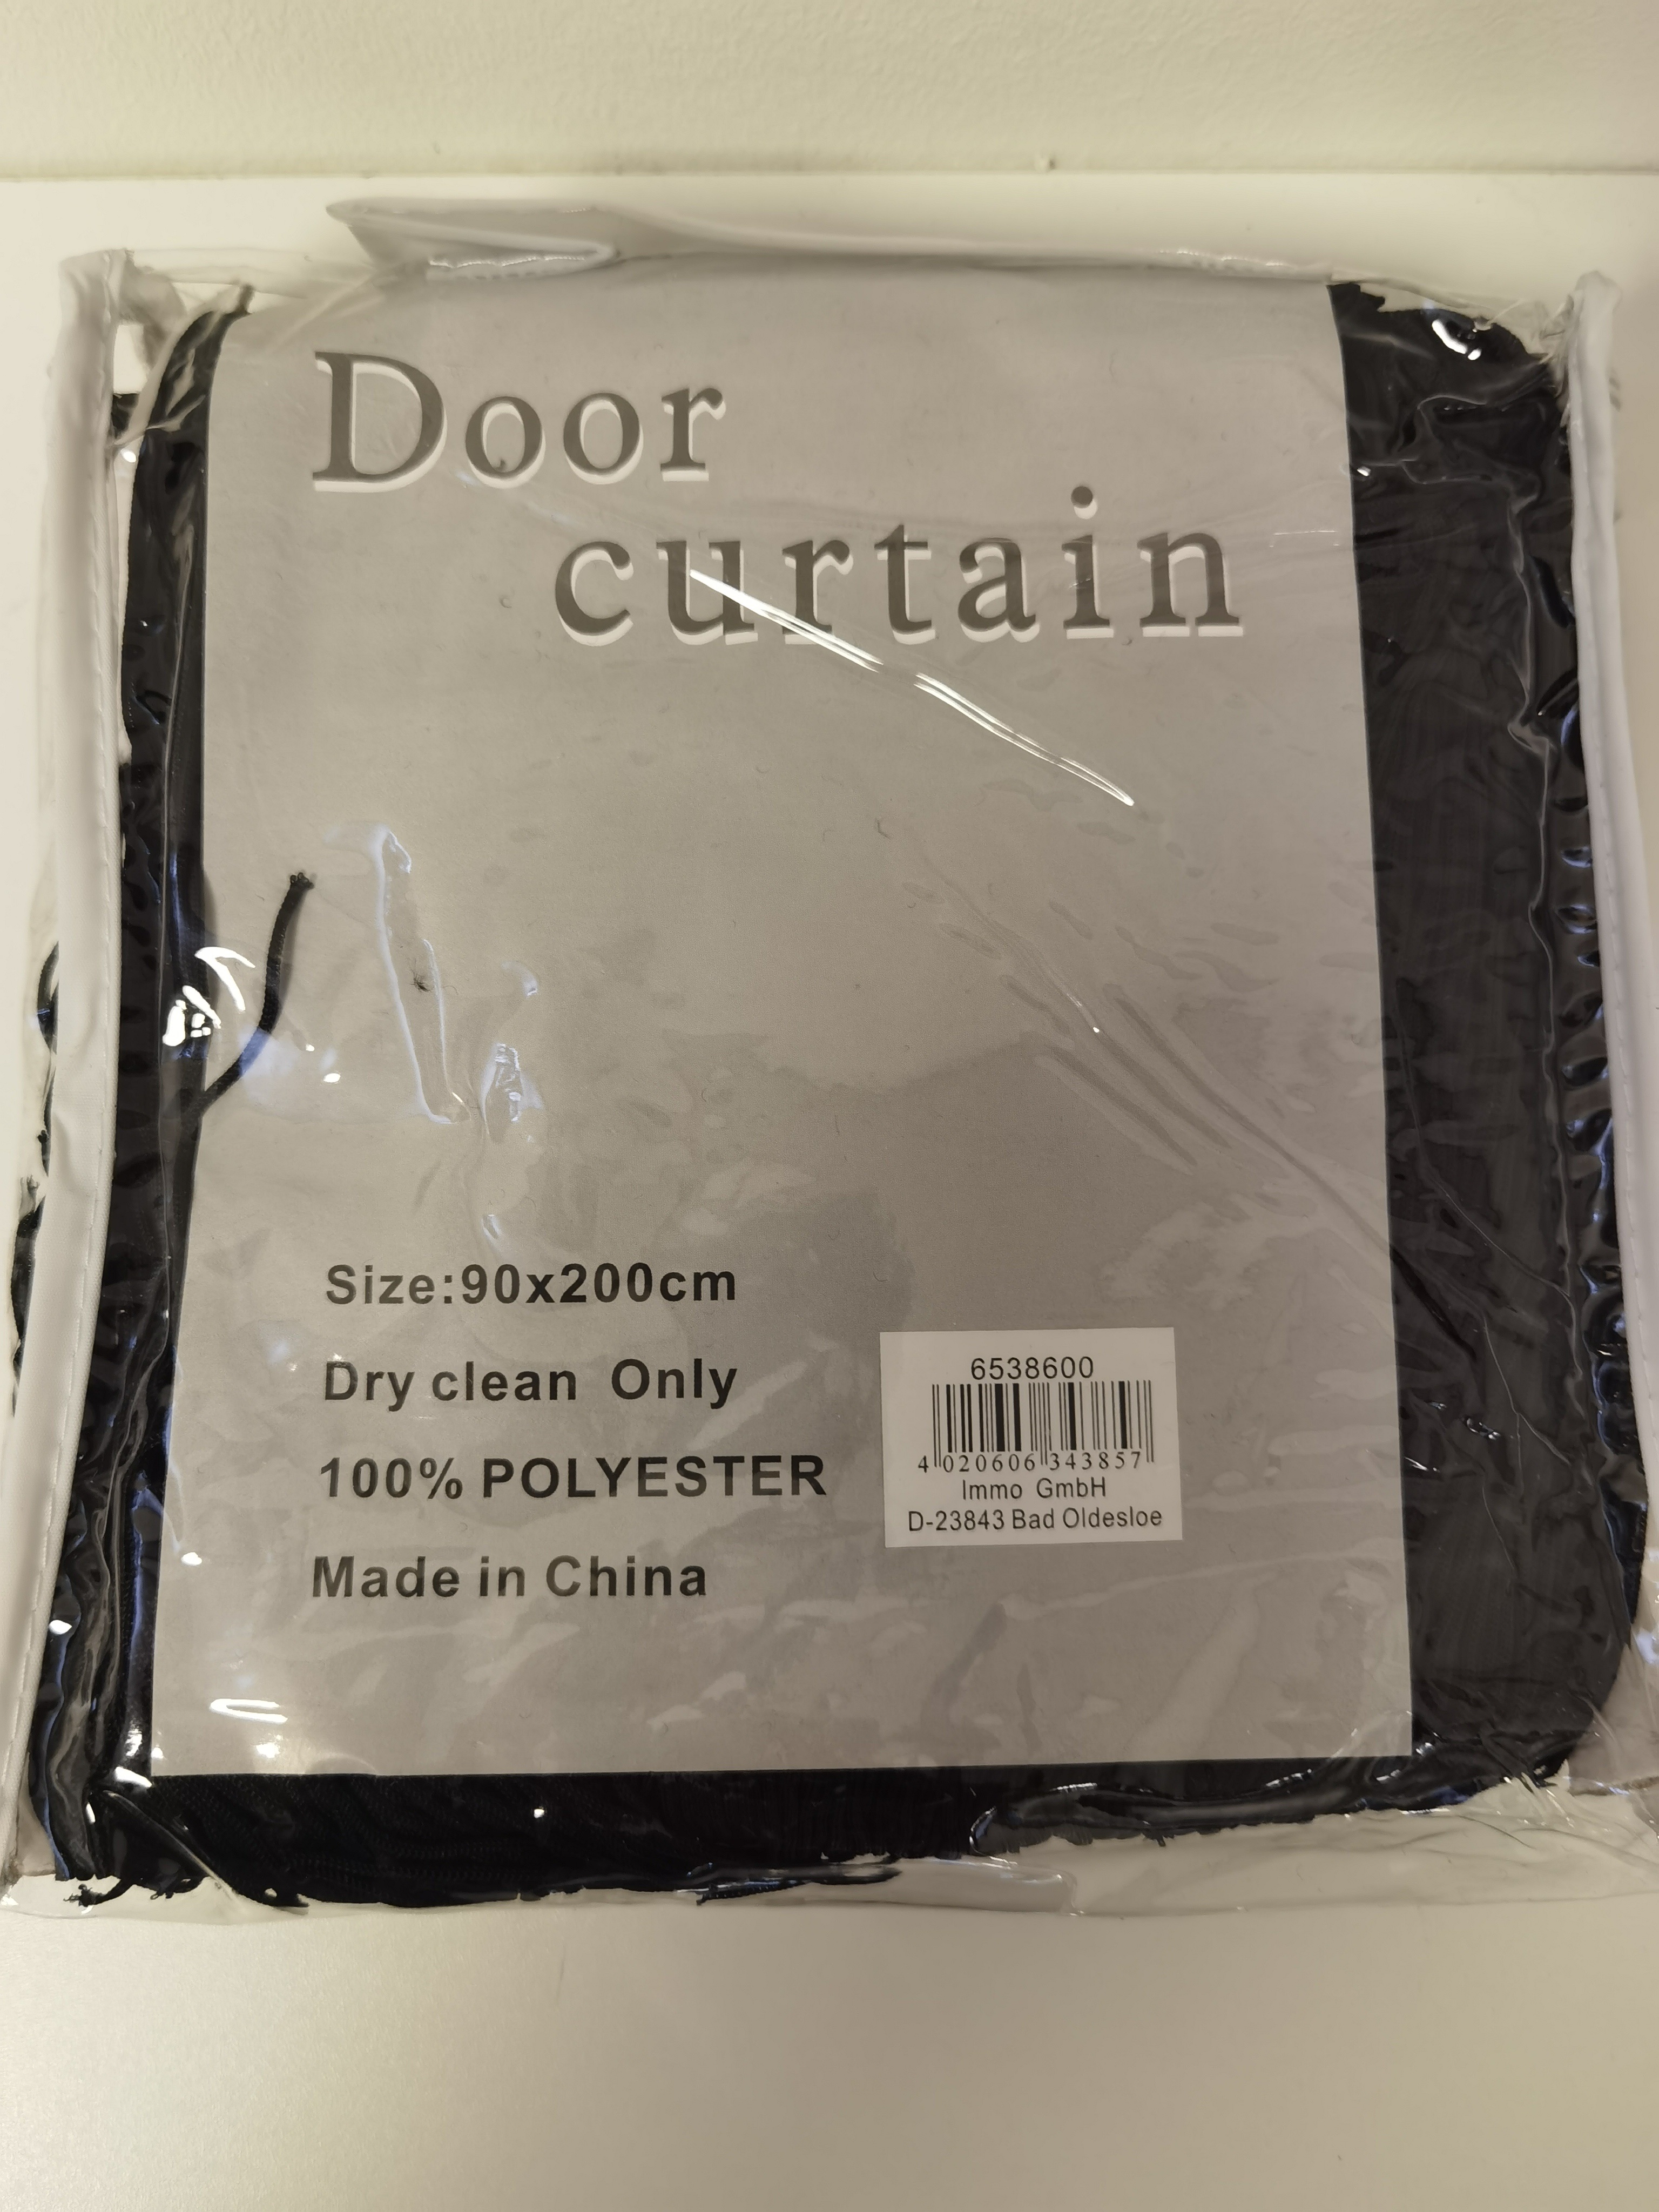 Door
curtain
Size:90x200cm
Dry clean Only
100% POLYESTER
Made in China
6538600
4 020606 343857
Immo GmbH
D-23843 Bad Oldesloe